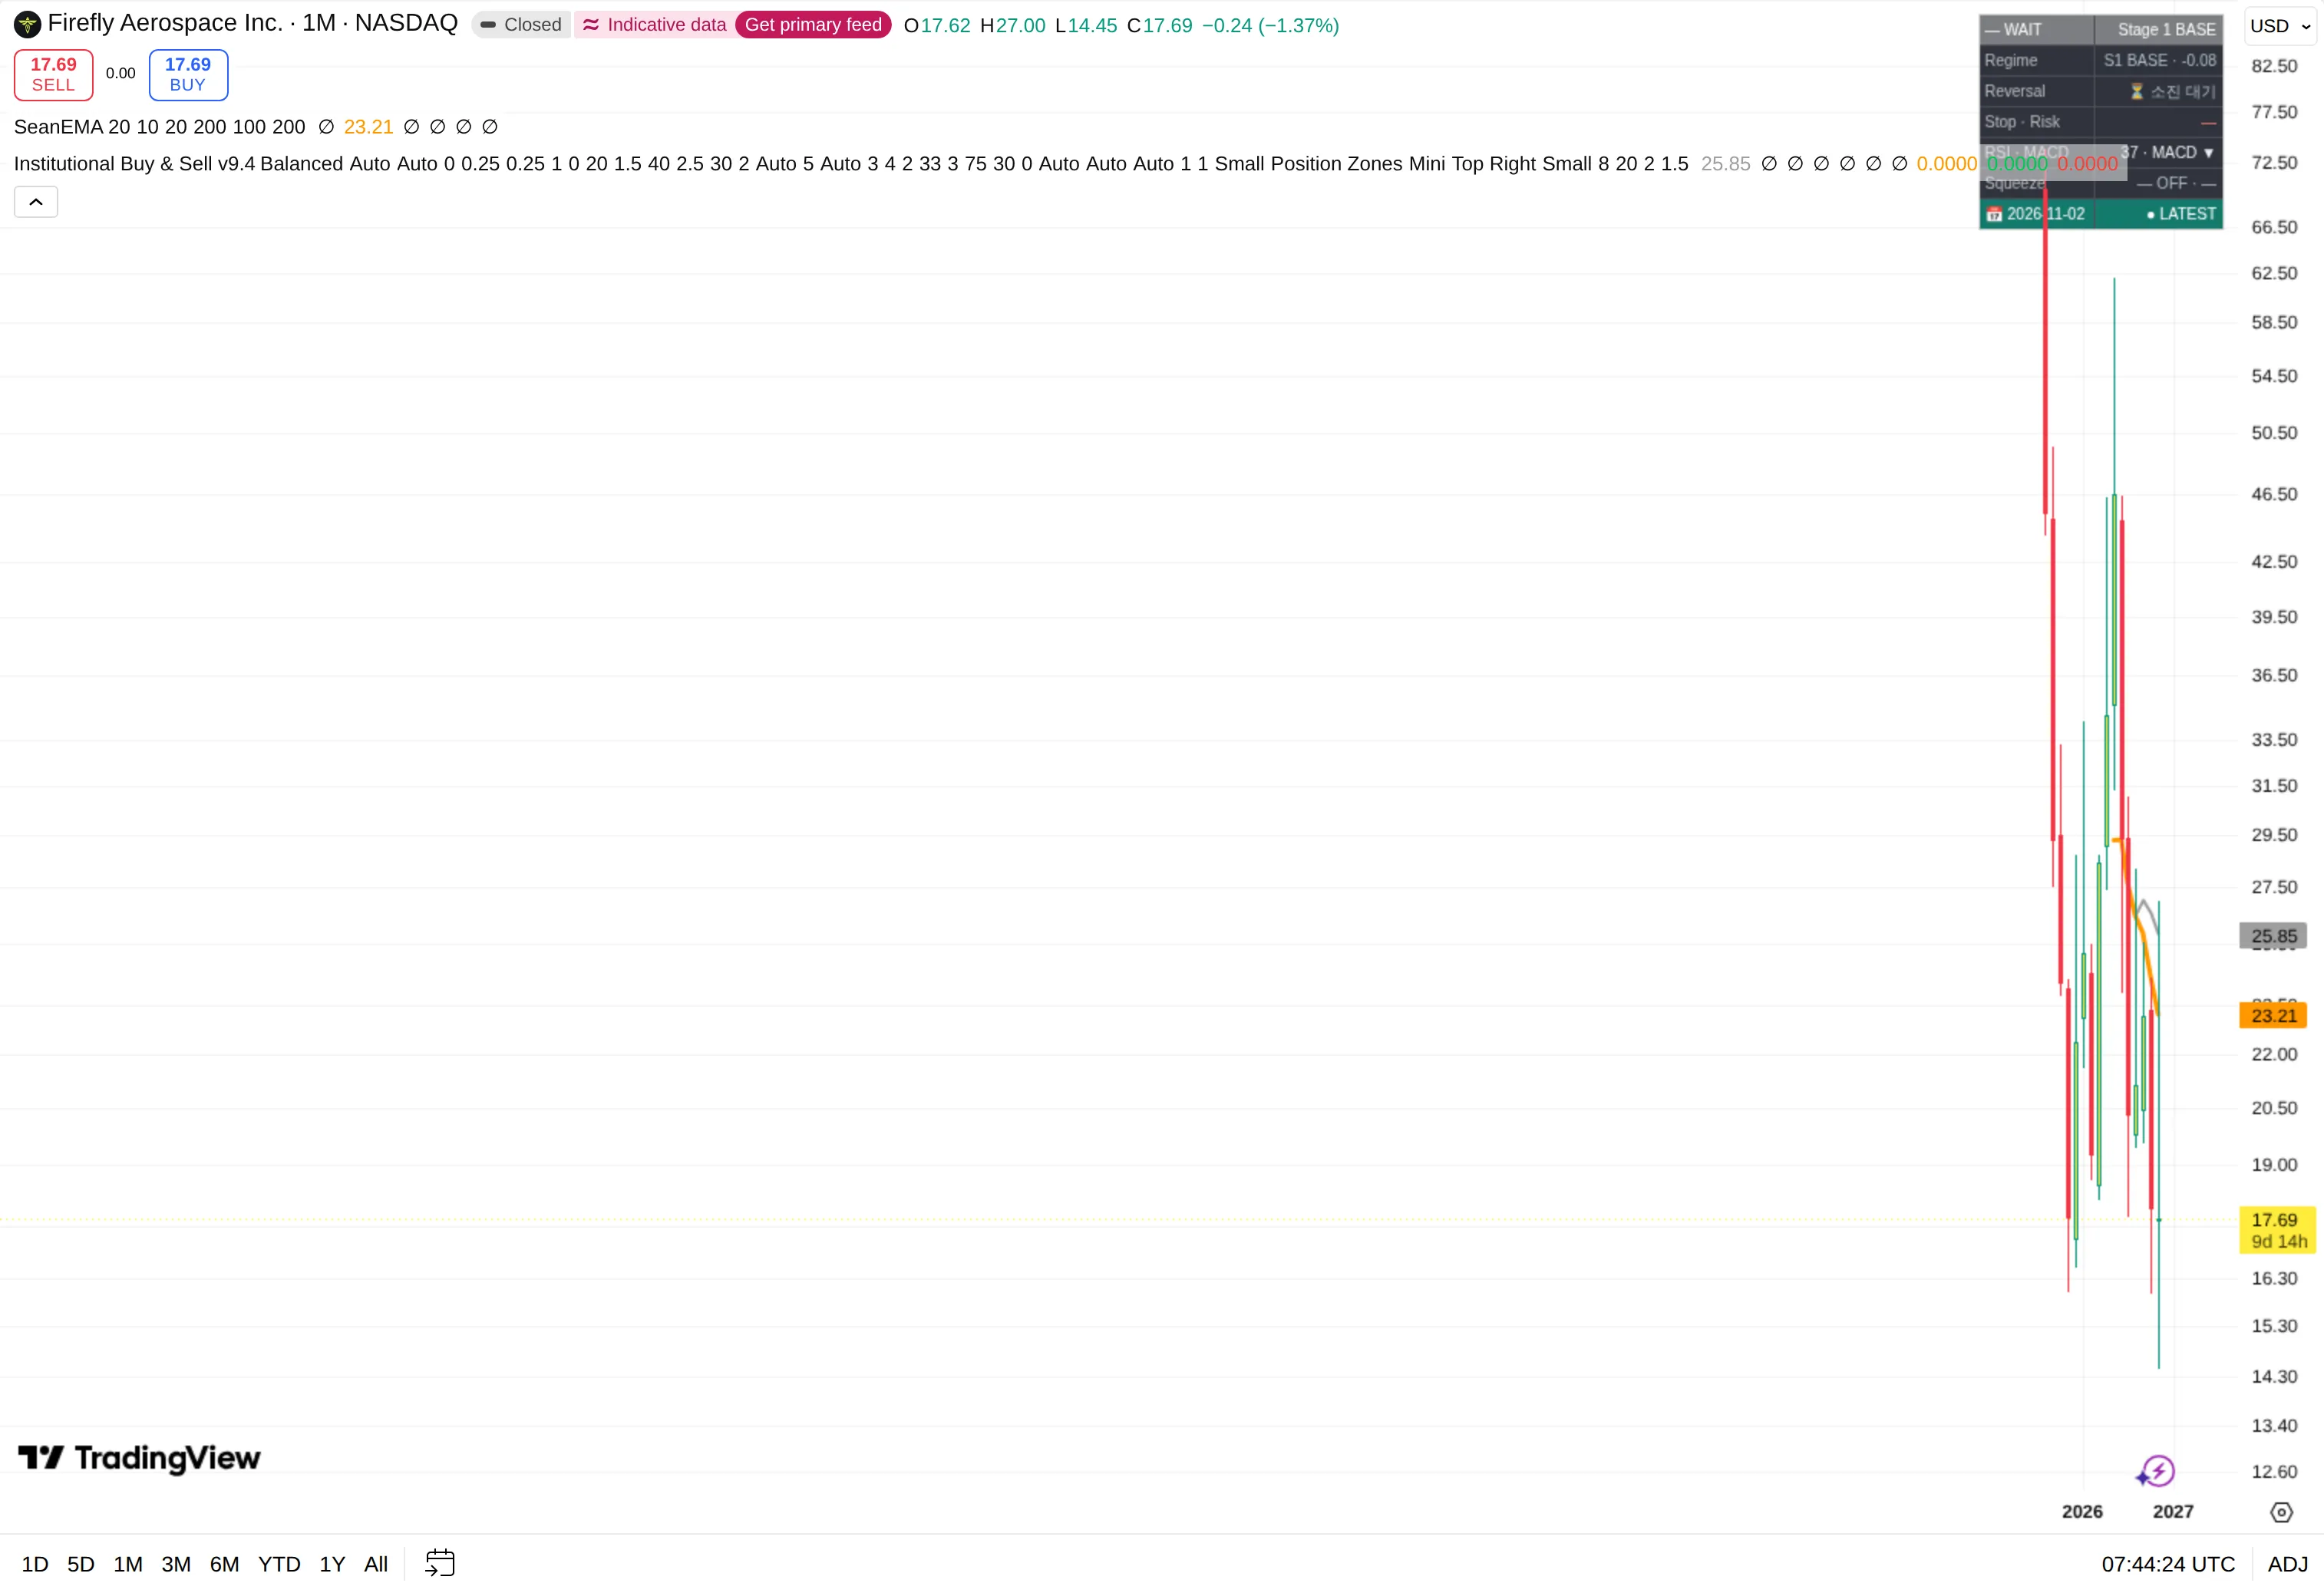 Firefly Aerospace Inc. · 1M · NASDAQ Closed Indicative data Get primary feed O17.62 H27.00 L14.45 C17.69 −0.24 (−1.37%)
17.69 SELL 0.00 17.69 BUY
SeanEMA 20 10 20 200 100 200 ∅ 23.21 ∅ ∅ ∅ ∅
Institutional Buy & Sell v9.4 Balanced Auto Auto 0 0.25 0.25 1 0 20 1.5 40 2.5 30 2 Auto 5 Auto 3 4 2 33 3 75 30 0 Auto Auto Auto 1 1 Small Position Zones Mini Top Right Small 8 20 2 1.5 25.85 ∅ ∅ ∅ ∅ ∅ ∅ 0.0000 0.0000 0.0000
— WAIT Stage 1 BASE
Regime S1 BASE · -0.08
Reversal ⏳ 소진 대기
Stop · Risk —
RSI · MACD 37 · MACD ▼
Squeeze — OFF · —
📅 2026-11-02 ● LATEST
USD
82.50
77.50
72.50
66.50
62.50
58.50
54.50
50.50
46.50
42.50
39.50
36.50
33.50
31.50
29.50
27.50
25.85
23.21
22.00
20.50
19.00
17.69
9d 14h
16.30
15.30
14.30
13.40
12.60
TradingView
2026 2027
1D 5D 1M 3M 6M YTD 1Y All
07:44:24 UTC ADJ